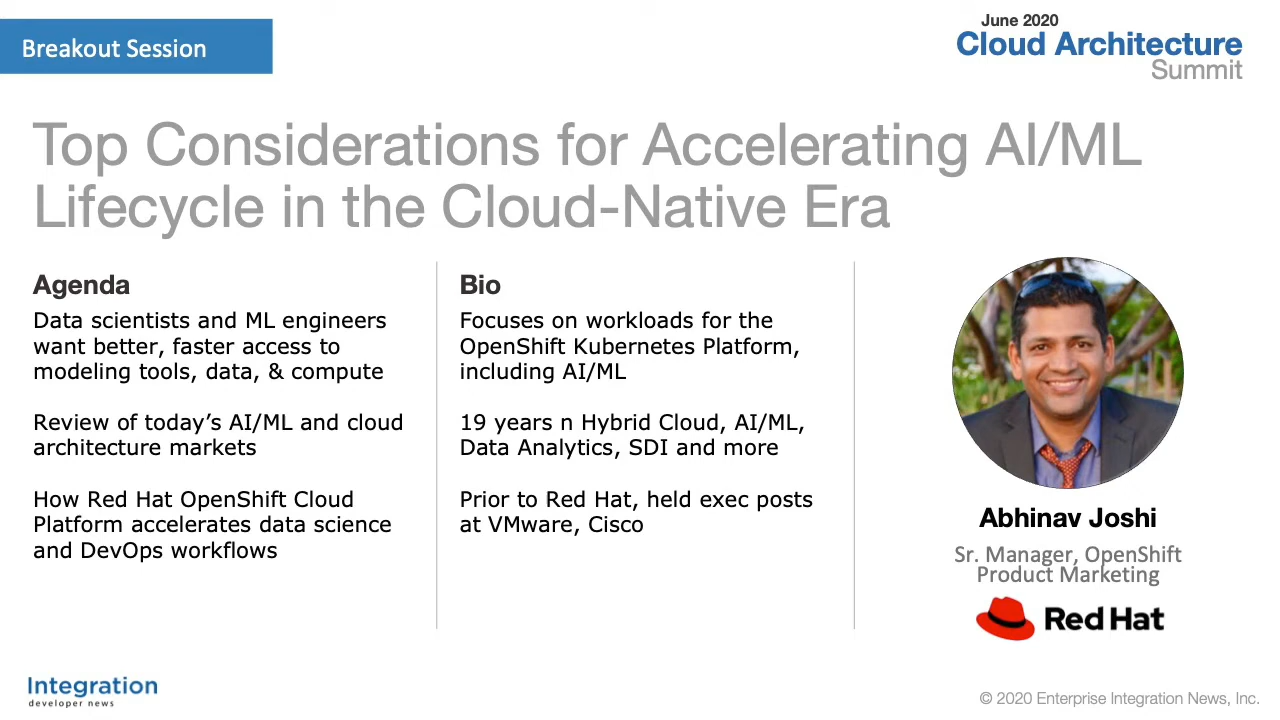 Breakout Session
June 2020
Cloud Architecture
Summit
Top Considerations for Accelerating AI/ML
Lifecycle in the Cloud-Native Era
Agenda
Data scientists and ML engineers
want better, faster access to
modeling tools, data, & compute
Review of today’s AI/ML and cloud
architecture markets
How Red Hat OpenShift Cloud
Platform accelerates data science
and DevOps workflows
Bio
Focuses on workloads for the
OpenShift Kubernetes Platform,
including AI/ML
19 years n Hybrid Cloud, AI/ML,
Data Analytics, SDI and more
Prior to Red Hat, held exec posts
at VMware, Cisco
Abhinav Joshi
Sr. Manager, OpenShift
Product Marketing
Red Hat
Integration
developer news
© 2020 Enterprise Integration News, Inc.